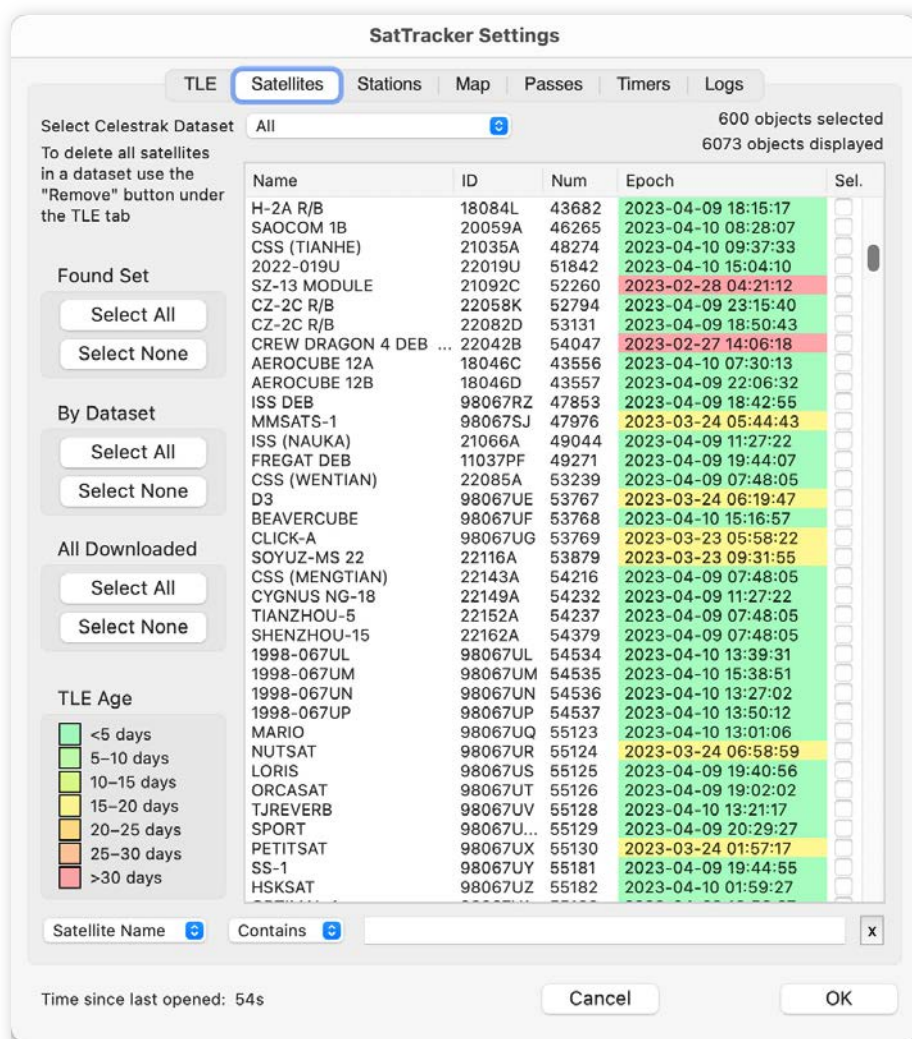 SatTracker Settings
TLE Satellites Stations Map Passes Timers Logs
Select Celestrak Dataset All
600 objects selected
6073 objects displayed
To delete all satellites
in a dataset use the
"Remove" button under
the TLE tab
Found Set
Select All
Select None
By Dataset
Select All
Select None
All Downloaded
Select All
Select None
TLE Age
<5 days
5–10 days
10–15 days
15–20 days
20–25 days
25–30 days
>30 days
Name ID Num Epoch Sel.
H-2A R/B 18084L 43682 2023-04-09 18:15:17
SAOCOM 1B 20059A 46265 2023-04-10 08:28:07
CSS (TIANHE) 21035A 48274 2023-04-10 09:37:33
2022-019U 22019U 51842 2023-04-10 15:04:10
SZ-13 MODULE 21092C 52260 2023-02-28 04:21:12
CZ-2C R/B 22058K 52794 2023-04-09 23:15:40
CZ-2C R/B 22082D 53131 2023-04-09 18:50:43
CREW DRAGON 4 DEB ... 22042B 54047 2023-02-27 14:06:18
AEROCUBE 12A 18046C 43556 2023-04-10 07:30:13
AEROCUBE 12B 18046D 43557 2023-04-09 22:06:32
ISS DEB 98067RZ 47853 2023-04-09 18:42:55
MMSATS-1 98067SJ 47976 2023-03-24 05:44:43
ISS (NAUKA) 21066A 49044 2023-04-09 11:27:22
FREGAT DEB 11037PF 49271 2023-04-09 19:44:07
CSS (WENTIAN) 22085A 53239 2023-04-09 07:48:05
D3 98067UE 53767 2023-03-24 06:19:47
BEAVERCUBE 98067UF 53768 2023-04-10 15:16:57
CLICK-A 98067UG 53769 2023-03-23 05:58:22
SOYUZ-MS 22 22116A 53879 2023-03-23 09:31:55
CSS (MENGTIAN) 22143A 54216 2023-04-09 07:48:05
CYGNUS NG-18 22149A 54232 2023-04-09 11:27:22
TIANZHOU-5 22152A 54237 2023-04-09 07:48:05
SHENZHOU-15 22162A 54379 2023-04-09 07:48:05
1998-067UL 98067UL 54534 2023-04-10 13:39:31
1998-067UM 98067UM 54535 2023-04-10 15:38:51
1998-067UN 98067UN 54536 2023-04-10 13:27:02
1998-067UP 98067UP 54537 2023-04-10 13:50:12
MARIO 98067UQ 55123 2023-04-10 13:01:06
NUTSAT 98067UR 55124 2023-03-24 06:58:59
LORIS 98067US 55125 2023-04-09 19:40:56
ORCASAT 98067UT 55126 2023-04-09 19:02:02
TJREVERB 98067UV 55128 2023-04-10 13:21:17
SPORT 98067U... 55129 2023-04-09 20:29:27
PETITSAT 98067UX 55130 2023-03-24 01:57:17
SS-1 98067UY 55181 2023-04-09 19:44:55
HSKSAT 98067UZ 55182 2023-04-10 01:59:27
Satellite Name Contains x
Time since last opened: 54s
Cancel OK